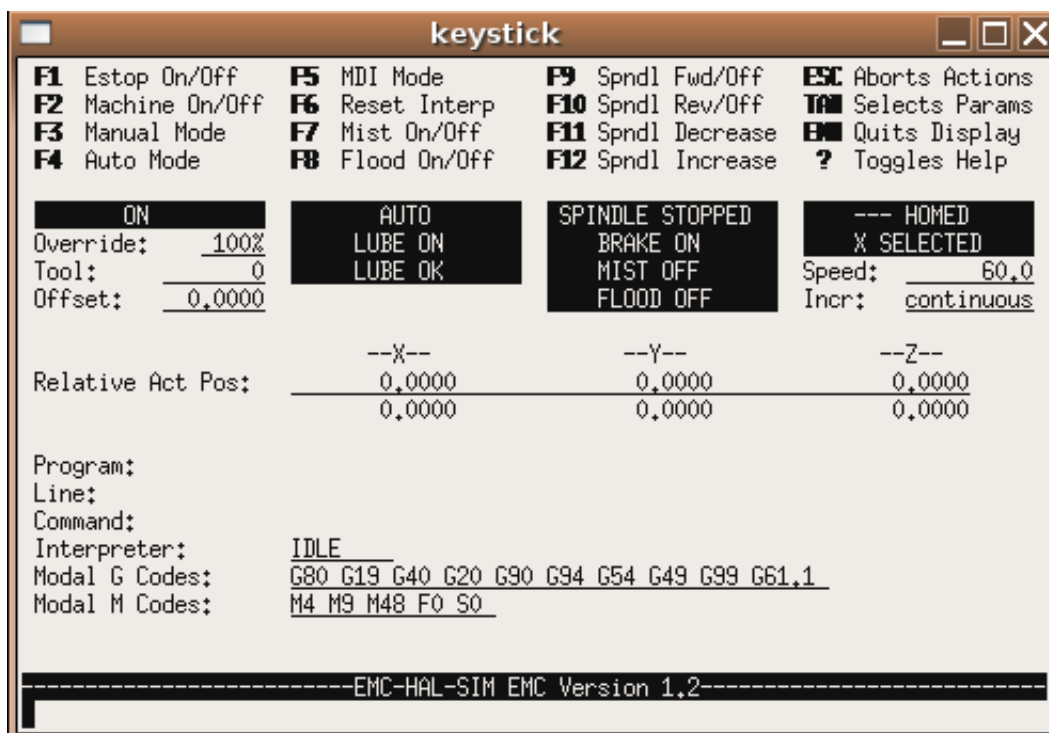 keystick
F1 Estop On/Off F5 MDI Mode F9 Spndl Fwd/Off ESC Aborts Actions
F2 Machine On/Off F6 Reset Interp F10 Spndl Rev/Off TAB Selects Params
F3 Manual Mode F7 Mist On/Off F11 Spndl Decrease END Quits Display
F4 Auto Mode F8 Flood On/Off F12 Spndl Increase ? Toggles Help
ON AUTO SPINDLE STOPPED --- HOMED
Override: 100% LUBE ON BRAKE ON X SELECTED
Tool: 0 LUBE OK MIST OFF Speed: 60.0
Offset: 0.0000 FLOOD OFF Incr: continuous
--X-- --Y-- --Z--
Relative Act Pos: 0.0000 0.0000 0.0000
0.0000 0.0000 0.0000
Program:
Line:
Command:
Interpreter: IDLE
Modal G Codes: G80 G19 G40 G20 G90 G94 G54 G49 G99 G61.1
Modal M Codes: M4 M9 M48 F0 S0
------------------------EMC-HAL-SIM EMC Version 1.2-------------------------